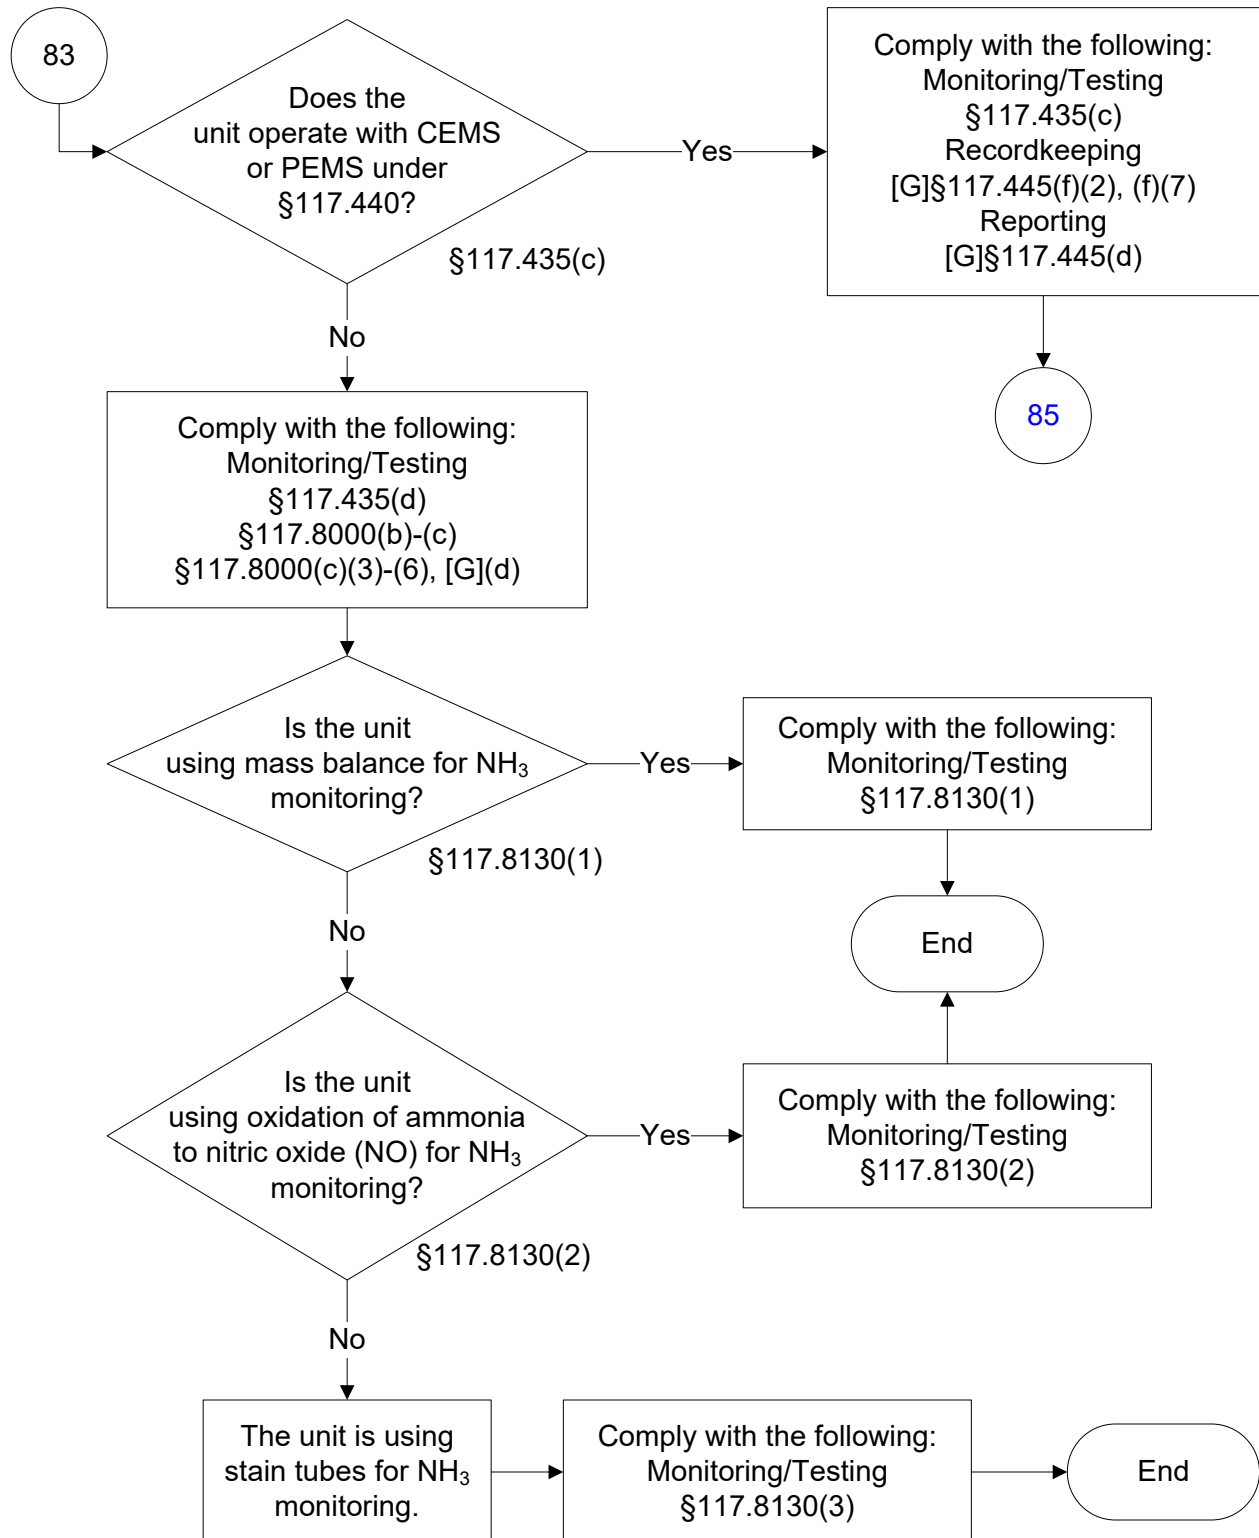 83
Does the
unit operate with CEMS
or PEMS under
§117.440?
§117.435(c)
Yes
Comply with the following:
Monitoring/Testing
§117.435(c)
Recordkeeping
[G]§117.445(f)(2), (f)(7)
Reporting
[G]§117.445(d)
85
No
Comply with the following:
Monitoring/Testing
§117.435(d)
§117.8000(b)-(c)
§117.8000(c)(3)-(6), [G](d)
Is the unit
using mass balance for NH₃
monitoring?
§117.8130(1)
Yes
Comply with the following:
Monitoring/Testing
§117.8130(1)
End
No
Is the unit
using oxidation of ammonia
to nitric oxide (NO) for NH₃
monitoring?
§117.8130(2)
Yes
Comply with the following:
Monitoring/Testing
§117.8130(2)
No
The unit is using
stain tubes for NH₃
monitoring.
Comply with the following:
Monitoring/Testing
§117.8130(3)
End